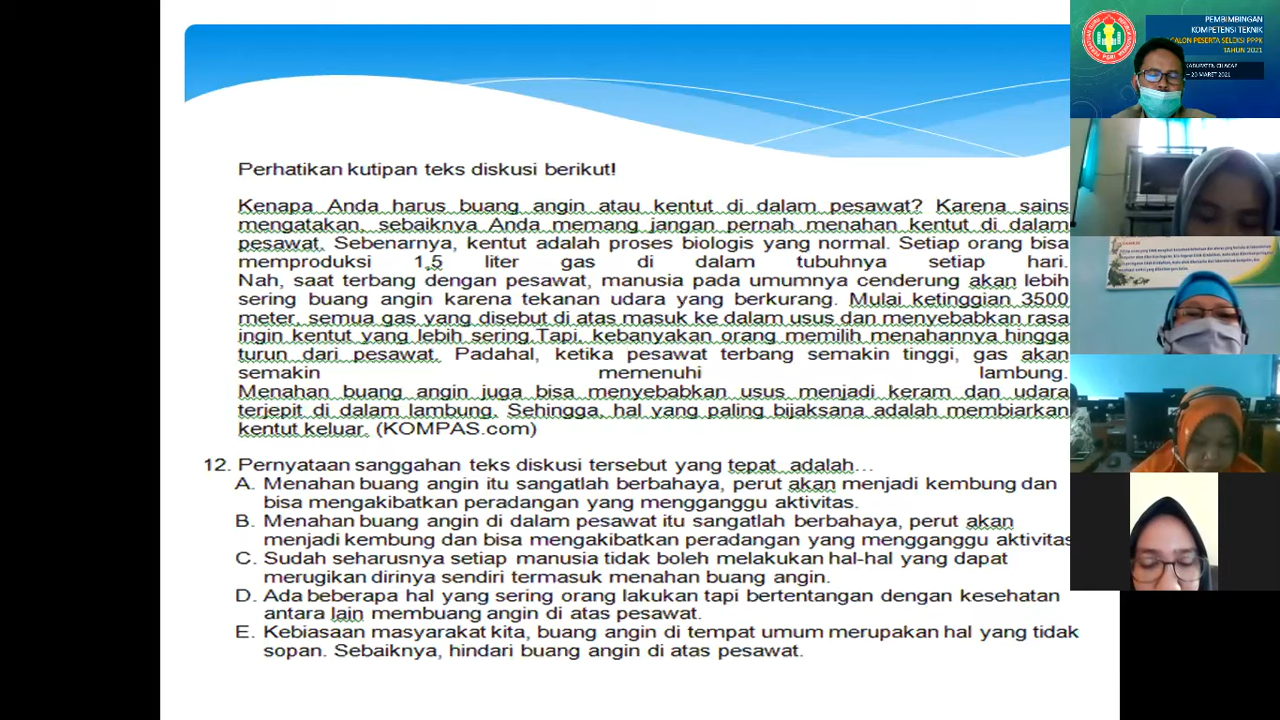 Perhatikan kutipan teks diskusi berikut!
Kenapa Anda harus buang angin atau kentut di dalam pesawat? Karena sains
mengatakan, sebaiknya Anda memang jangan pernah menahan kentut di dalam
pesawat. Sebenarnya, kentut adalah proses biologis yang normal. Setiap orang bisa
memproduksi 1,5 liter gas di dalam tubuhnya setiap hari.
Nah, saat terbang dengan pesawat, manusia pada umumnya cenderung akan lebih
sering buang angin karena tekanan udara yang berkurang. Mulai ketinggian 3500
meter, semua gas yang disebut di atas masuk ke dalam usus dan menyebabkan rasa
ingin kentut yang lebih sering.Tapi, kebanyakan orang memilih menahannya hingga
turun dari pesawat. Padahal, ketika pesawat terbang semakin tinggi, gas akan
semakin memenuhi lambung.
Menahan buang angin juga bisa menyebabkan usus menjadi keram dan udara
terjepit di dalam lambung. Sehingga, hal yang paling bijaksana adalah membiarkan
kentut keluar. (KOMPAS.com)
12. Pernyataan sanggahan teks diskusi tersebut yang tepat adalah...
A. Menahan buang angin itu sangatlah berbahaya, perut akan menjadi kembung dan
bisa mengakibatkan peradangan yang mengganggu aktivitas.
B. Menahan buang angin di dalam pesawat itu sangatlah berbahaya, perut akan
menjadi kembung dan bisa mengakibatkan peradangan yang mengganggu aktivitas
C. Sudah seharusnya setiap manusia tidak boleh melakukan hal-hal yang dapat
merugikan dirinya sendiri termasuk menahan buang angin.
D. Ada beberapa hal yang sering orang lakukan tapi bertentangan dengan kesehatan
antara lain membuang angin di atas pesawat.
E. Kebiasaan masyarakat kita, buang angin di tempat umum merupakan hal yang tidak
sopan. Sebaiknya, hindari buang angin di atas pesawat.
PEMBIMBINGAN
KOMPETENSI TEKNIK
CALON PESERTA SELEKSI PPPK
TAHUN 2021
KABUPATEN CILACAP
20 MARET 2021
PGRI